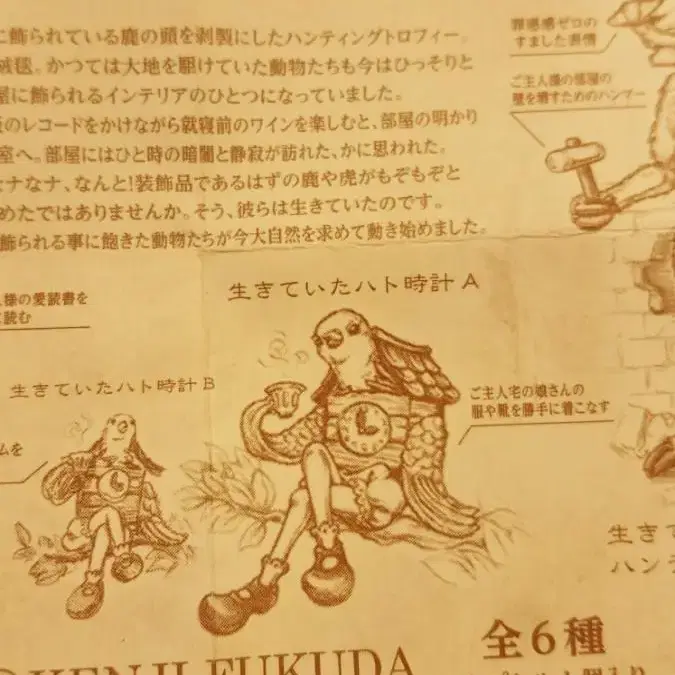 に飾られている鹿の頭を剥製にしたハンティングトロフィー。
絨毯。かつては大地を駆けていた動物たちも今はひっそりと
屋に飾られるインテリアのひとつになっていました。
のレコードをかけながら就寝前のワインを楽しむと、部屋の明かり
室へ。部屋にはひと時の暗闇と静寂が訪れた、かに思われた。
なナなナ、なんと!装飾品であるはずの鹿や虎がもぞもぞと
めたではありませんか。そう、彼らは生きていたのです。
飾られる事に飽きた動物たちが今大自然を求めて動き始めました。
罪悪感ゼロの
すました表情
ご主人様の部屋の
壁を壊すためのハンマー
様の愛読書を
読む
生きていたハト時計 A
生きていたハト時計 B
ご主人宅の娘さんの
服や靴を勝手に着こなす
ムを
生きて
ハンテ
KENJI FUKUDA
全6種